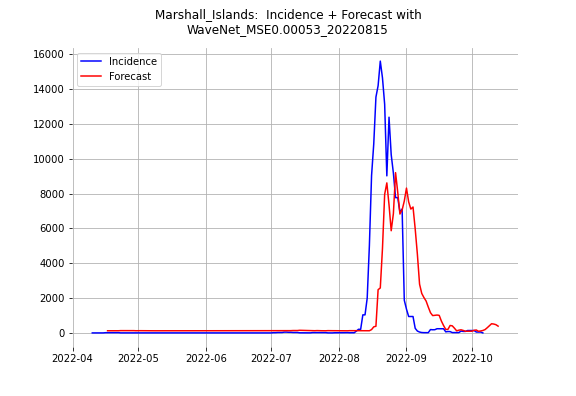 Marshall_Islands:  Incidence + Forecast with
WaveNet_MSE0.00053_20220815
Incidence
Forecast
16000
14000
12000
10000
8000
6000
4000
2000
0
2022-04 2022-05 2022-06 2022-07 2022-08 2022-09 2022-10